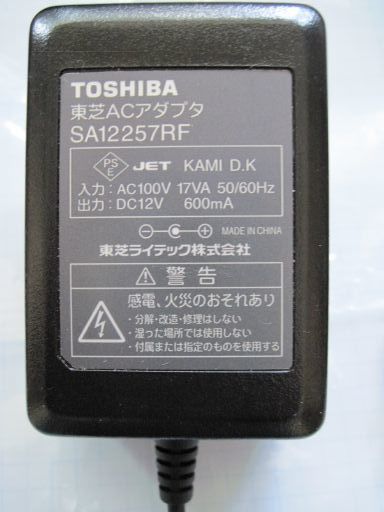 TOSHIBA
東芝ACアダプタ
SA12257RF
PS E JET KAMI D.K
入力：AC100V 17VA 50/60Hz
出力：DC12V 600mA
MADE IN CHINA
東芝ライテック株式会社
警告
感電、火災のおそれあり
・分解・改造・修理はしない
・湿った場所では使用しない
・付属または指定のものを使用する